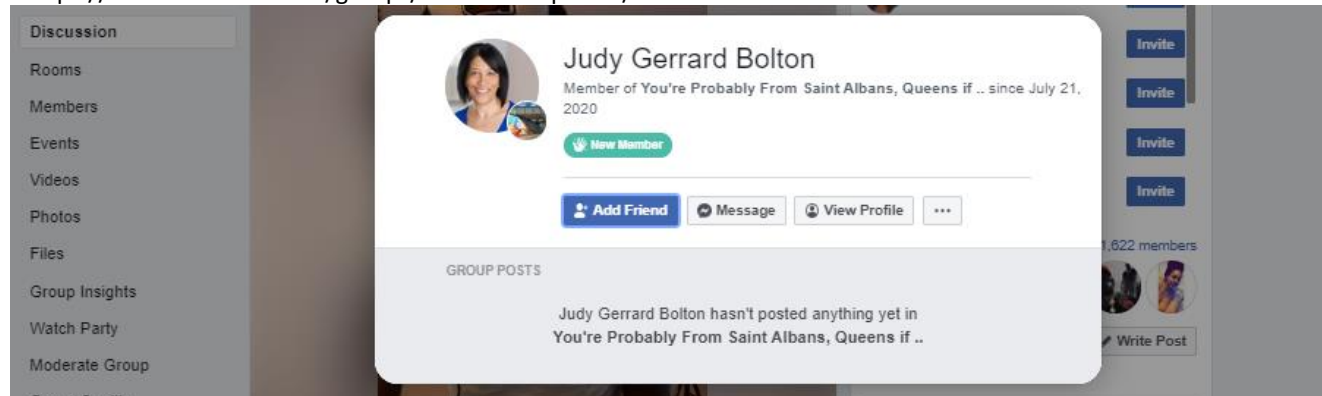 Discussion
Rooms
Members
Events
Videos
Photos
Files
Group Insights
Watch Party
Moderate Group
Judy Gerrard Bolton
Member of You're Probably From Saint Albans, Queens if .. since July 21,
2020
New Member
Add Friend
Message
View Profile
GROUP POSTS
Judy Gerrard Bolton hasn't posted anything yet in
You're Probably From Saint Albans, Queens if ..
Invite
Invite
Invite
Invite
1,622 members
Write Post